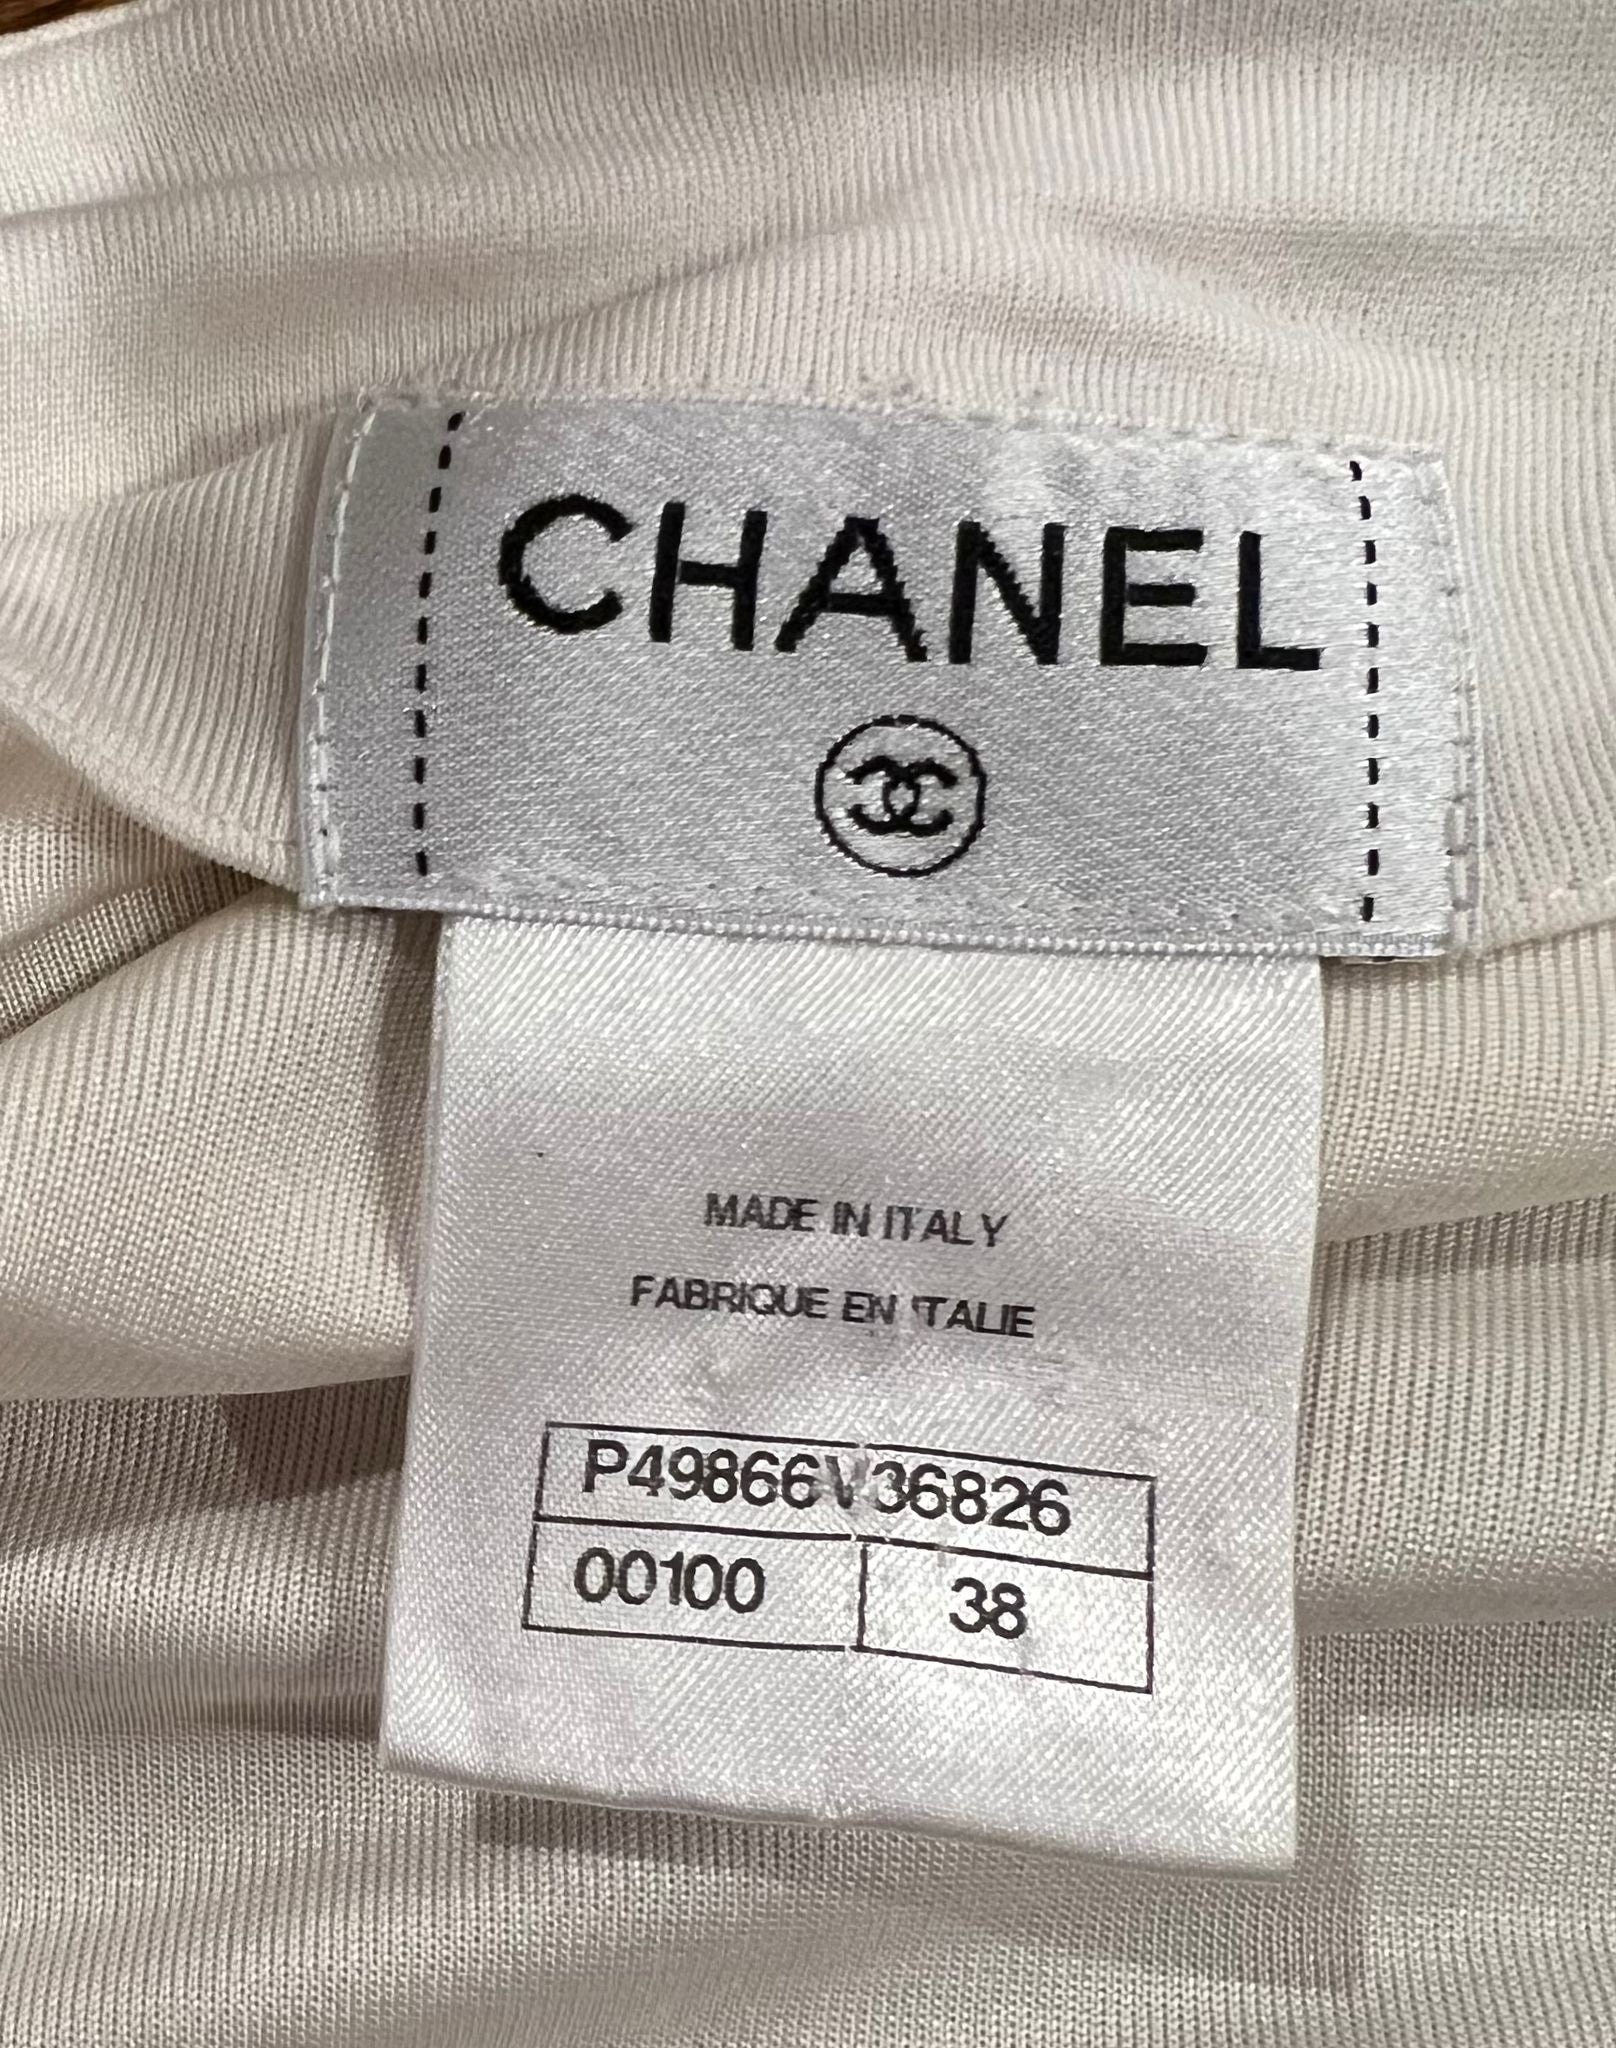 CHANEL
MADE IN ITALY
FABRIQUE EN ITALIE
P49866V36826
00100 38